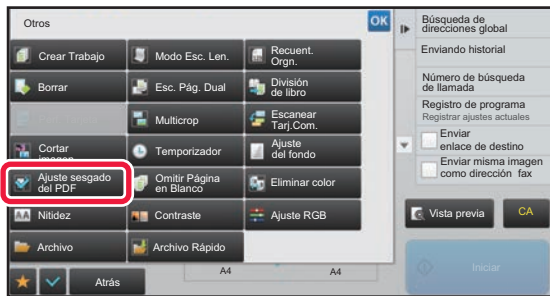 Otros
OK
Crear Trabajo
Modo Esc. Len.
Recuent.
Orgn.
Borrar
Esc. Pág. Dual
División
de libro
Multicrop
Escanear
Tarj.Com.
Cortar
imagen
Temporizador
Ajuste
del fondo
Ajuste sesgado
del PDF
Omitir Página
en Blanco
Eliminar color
Nitidez
Contraste
Ajuste RGB
Archivo
Archivo Rápido
Atrás
A4
A4
Búsqueda de
direcciones global
Enviando historial
Número de búsqueda
de llamada
Registro de programa
Registrar ajustes actuales
Enviar
enlace de destino
Enviar misma imagen
como dirección fax
Vista previa
CA
Iniciar